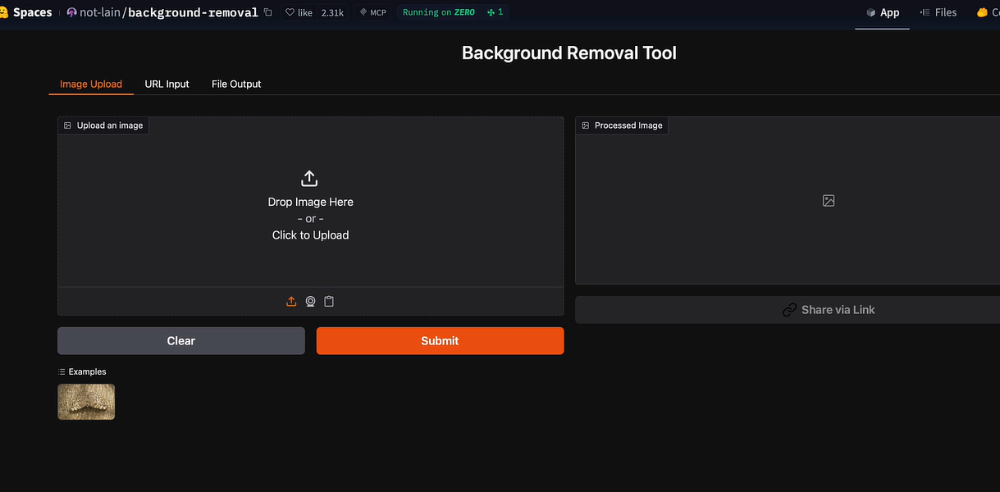 Spaces not-lain/background-removal like 2.31k MCP Running on ZERO 1 App Files
Background Removal Tool
Image Upload URL Input File Output
Upload an image
Processed Image
Drop Image Here
- or -
Click to Upload
Share via Link
Clear Submit
Examples